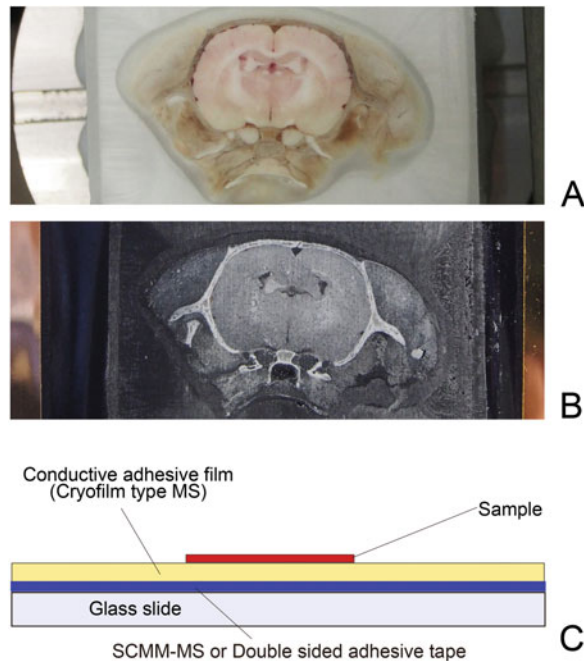 A
B
Conductive adhesive film
(Cryofilm type MS)
Sample
Glass slide
SCMM-MS or Double sided adhesive tape
C